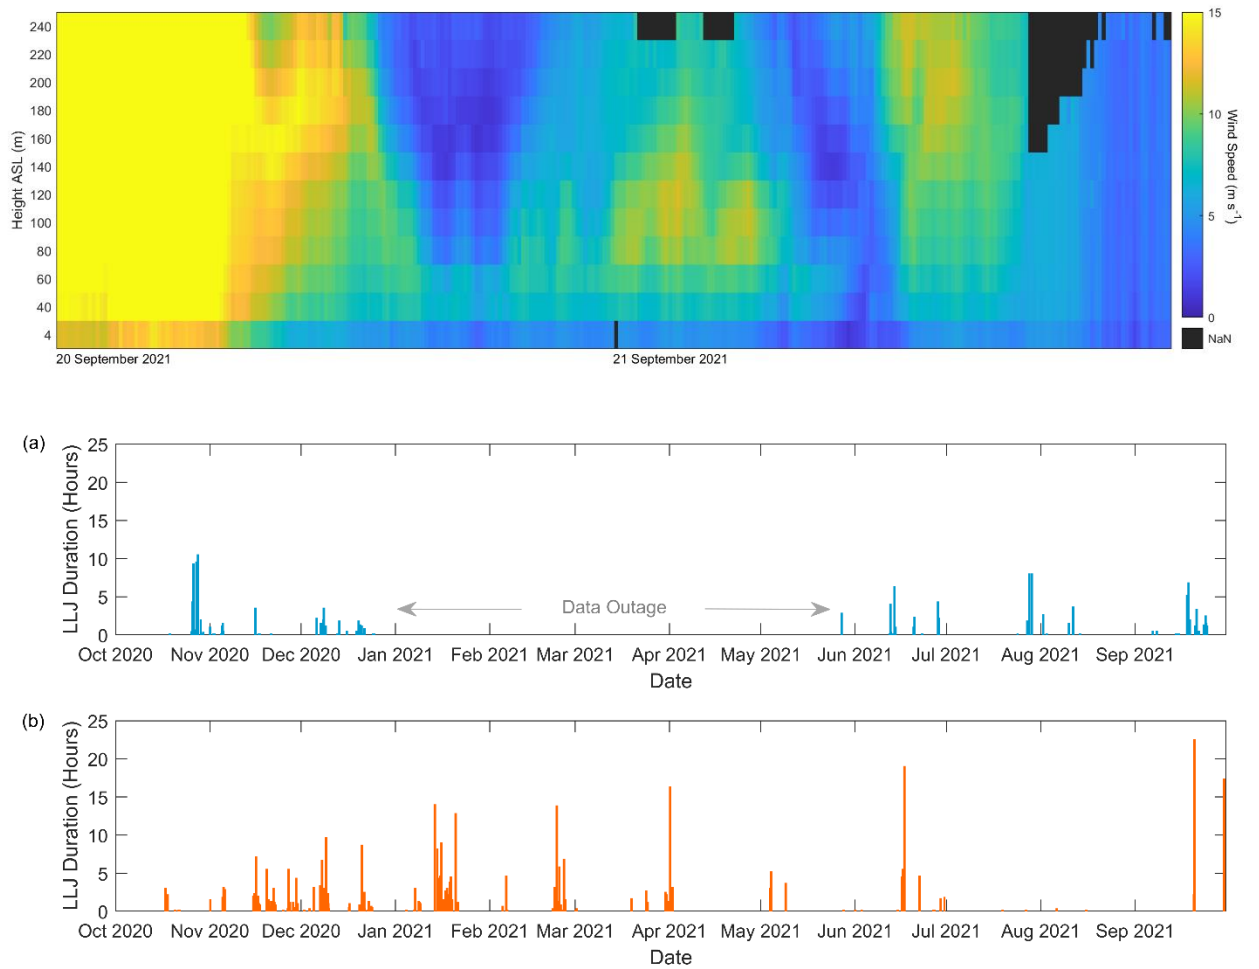 240
220
200
180
160
140
120
100
80
60
40
4
Height ASL (m)
20 September 2021
21 September 2021
15
10
5
0
NaN
Wind Speed (m s-1)
(a)
25
20
15
10
5
0
LLJ Duration (Hours)
Data Outage
Oct 2020 Nov 2020 Dec 2020 Jan 2021 Feb 2021 Mar 2021 Apr 2021 May 2021 Jun 2021 Jul 2021 Aug 2021 Sep 2021
Date
(b)
25
20
15
10
5
0
LLJ Duration (Hours)
Oct 2020 Nov 2020 Dec 2020 Jan 2021 Feb 2021 Mar 2021 Apr 2021 May 2021 Jun 2021 Jul 2021 Aug 2021 Sep 2021
Date